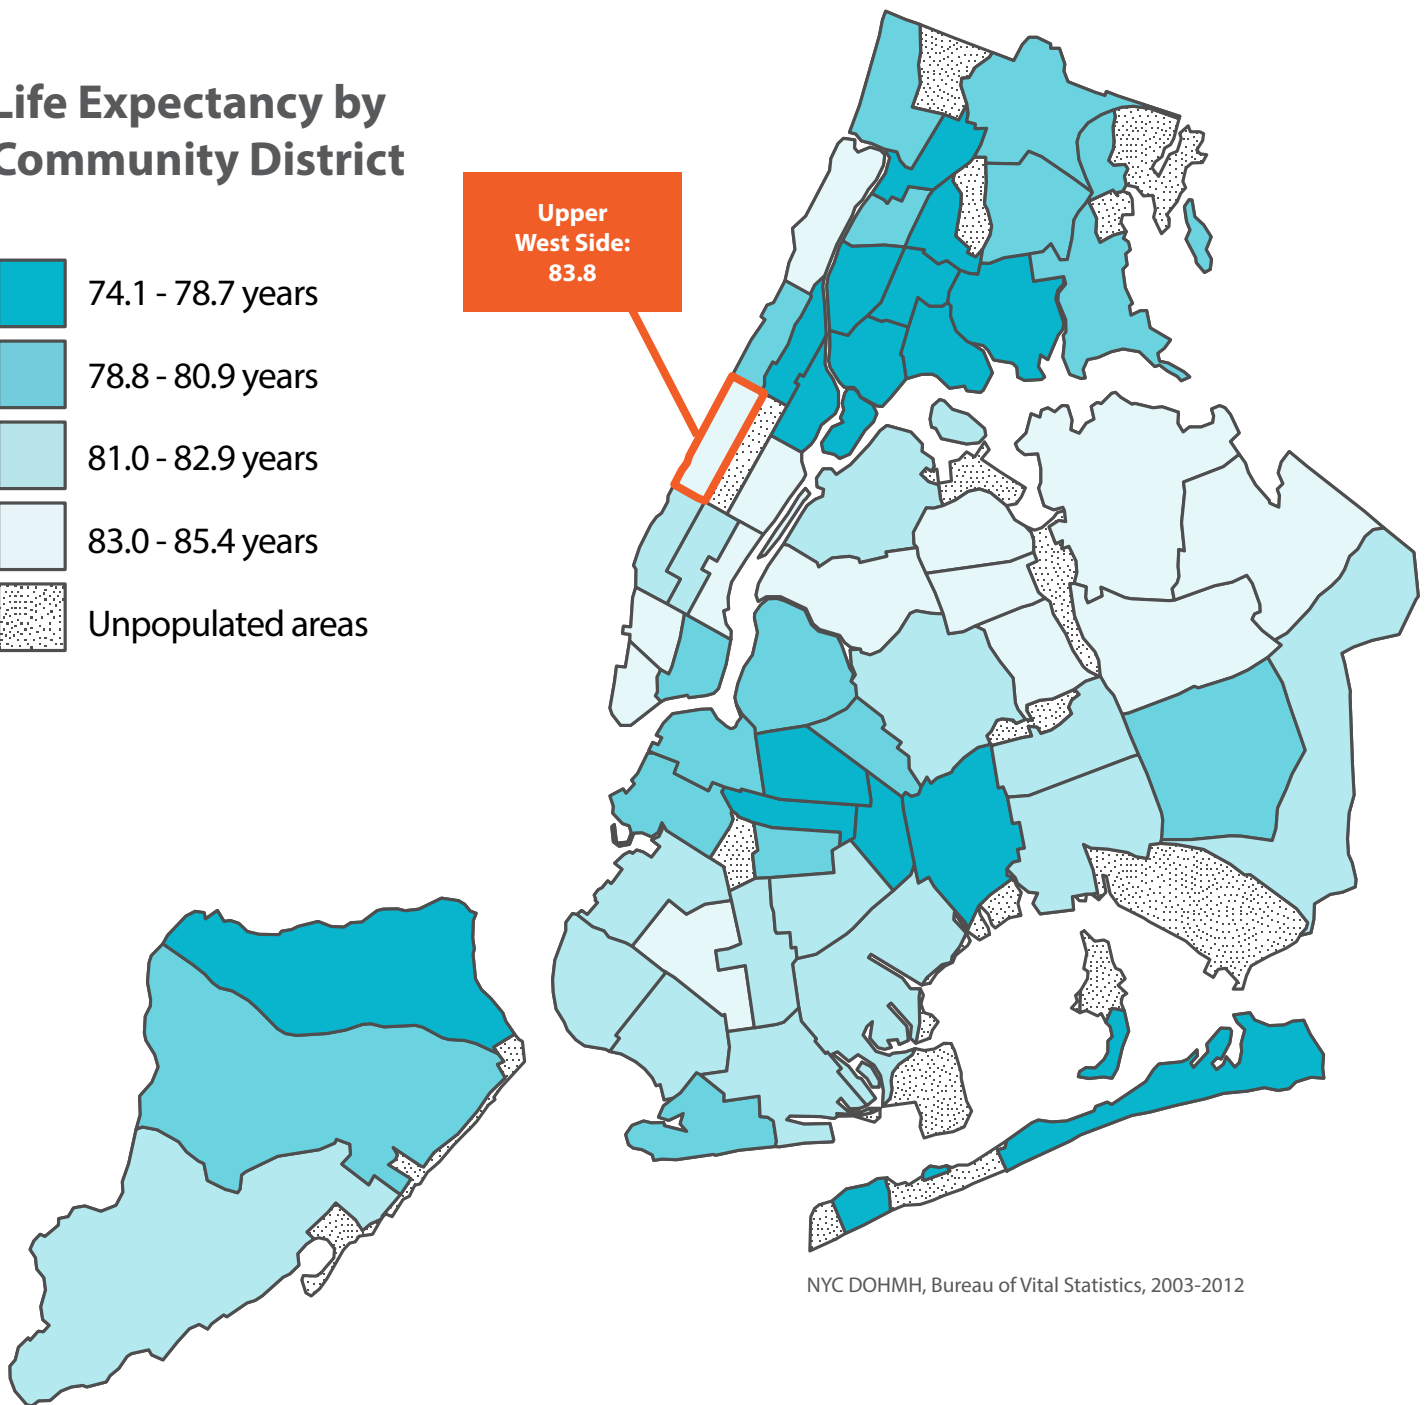 Life Expectancy by
Community District
74.1 - 78.7 years
78.8 - 80.9 years
81.0 - 82.9 years
83.0 - 85.4 years
Unpopulated areas
Upper
West Side:
83.8
NYC DOHMH, Bureau of Vital Statistics, 2003-2012